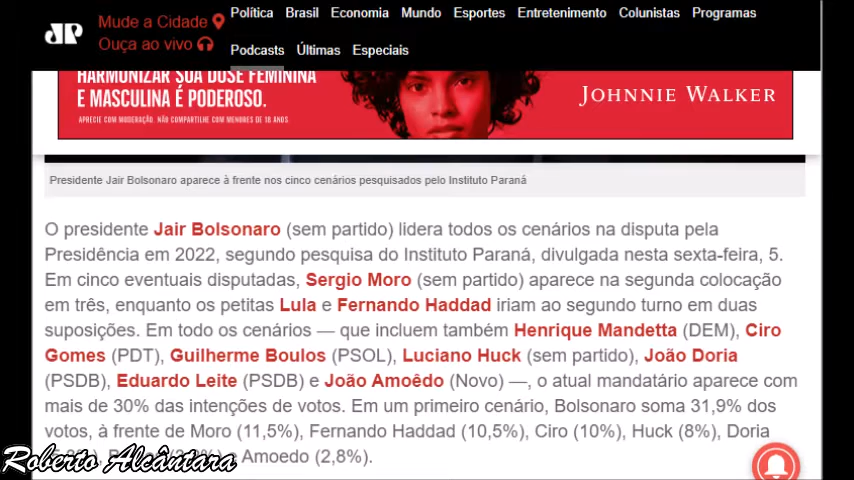 JP
Mude a Cidade
Ouça ao vivo
Política Brasil Economia Mundo Esportes Entretenimento Colunistas Programas
Podcasts Últimas Especiais
HARMONIZAR SUA DOSE FEMININA
E MASCULINA É PODEROSO.
APRECIE COM MODERAÇÃO. NÃO COMPARTILHE COM MENORES DE 18 ANOS.
JOHNNIE WALKER
Presidente Jair Bolsonaro aparece à frente nos cinco cenários pesquisados pelo Instituto Paraná
O presidente Jair Bolsonaro (sem partido) lidera todos os cenários na disputa pela
Presidência em 2022, segundo pesquisa do Instituto Paraná, divulgada nesta sexta-feira, 5.
Em cinco eventuais disputadas, Sergio Moro (sem partido) aparece na segunda colocação
em três, enquanto os petitas Lula e Fernando Haddad iriam ao segundo turno em duas
suposições. Em todo os cenários — que incluem também Henrique Mandetta (DEM), Ciro
Gomes (PDT), Guilherme Boulos (PSOL), Luciano Huck (sem partido), João Doria
(PSDB), Eduardo Leite (PSDB) e João Amoêdo (Novo) —, o atual mandatário aparece com
mais de 30% das intenções de votos. Em um primeiro cenário, Bolsonaro soma 31,9% dos
votos, à frente de Moro (11,5%), Fernando Haddad (10,5%), Ciro (10%), Huck (8%), Doria
Amoedo (2,8%).
Roberto Alcântara